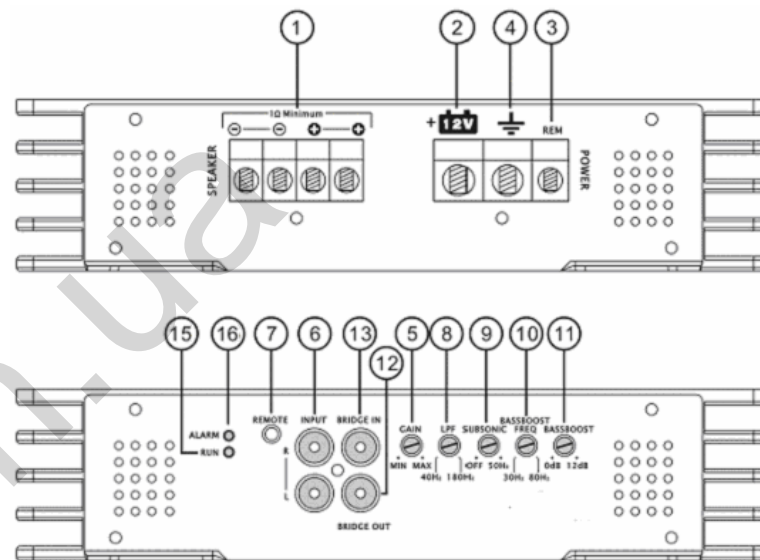 1 2 4 3
1Ω Minimum
+ 12V REM
SPEAKER
POWER
15 16 7 6 13 12 5 8 9 10 11
REMOTE INPUT BRIDGE IN GAIN LPF SUBSONIC BASSBOOST FREQ BASSBOOST
ALARM
RUN
R
L
MIN MAX 40Hz 180Hz OFF 50Hz 30Hz 80Hz 0dB 12dB
BRIDGE OUT
m.ua